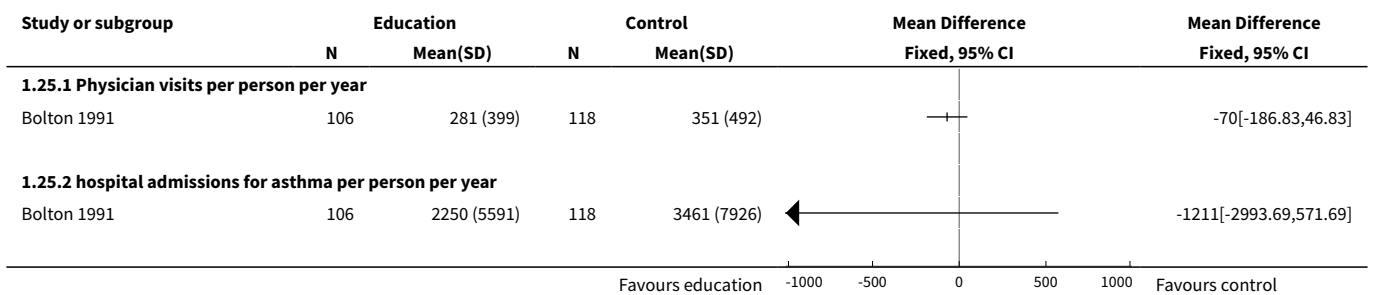 Study or subgroup Education Control Mean Difference Mean Difference
N Mean(SD) N Mean(SD) Fixed, 95% CI Fixed, 95% CI
1.25.1 Physician visits per person per year
Bolton 1991 106 281 (399) 118 351 (492) -70[-186.83,46.83]
1.25.2 hospital admissions for asthma per person per year
Bolton 1991 106 2250 (5591) 118 3461 (7926) -1211[-2993.69,571.69]
Favours education -1000 -500 0 500 1000 Favours control